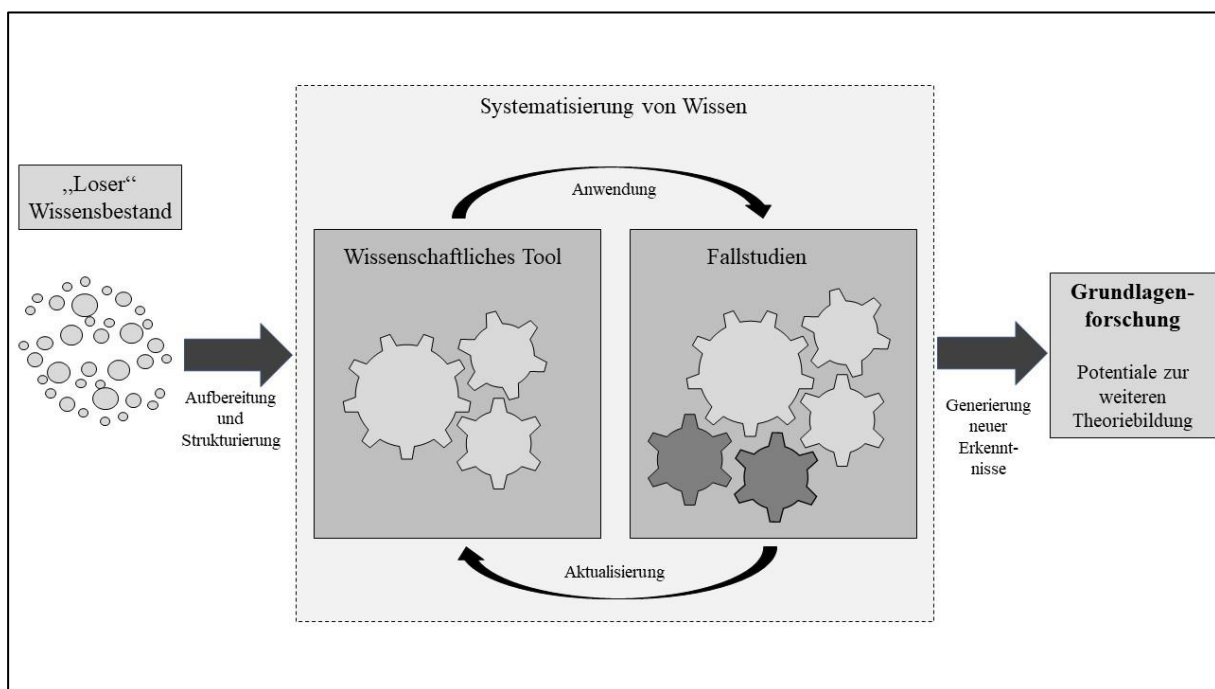 Systematisierung von Wissen
„Loser“
Wissensbestand
Anwendung
Wissenschaftliches Tool
Fallstudien
Aufbereitung
und
Strukturierung
Generierung
neuer
Erkennt-
nisse
Grundlagen-
forschung
Potentiale zur
weiteren
Theoriebildung
Aktualisierung